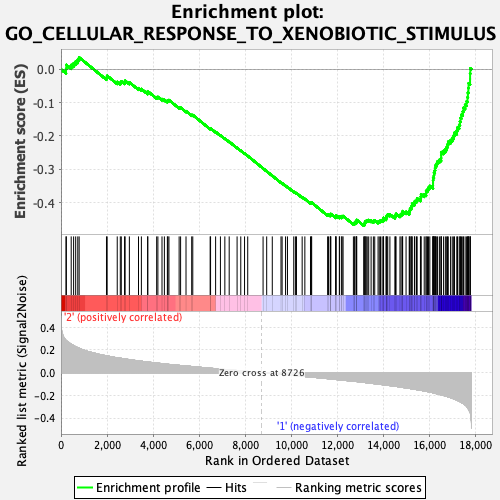 Enrichment plot:
GO_CELLULAR_RESPONSE_TO_XENOBIOTIC_STIMULUS
Enrichment score (ES)
0.0
-0.1
-0.2
-0.3
-0.4
'2' (positively correlated)
Ranked list metric (Signal2Noise)
0.4
0.2
0.0
-0.2
-0.4
Zero cross at 8726
'1' (negatively correlated)
0
2,000
4,000
6,000
8,000
10,000
12,000
14,000
16,000
18,000
Rank in Ordered Dataset
Enrichment profile
Hits
Ranking metric scores